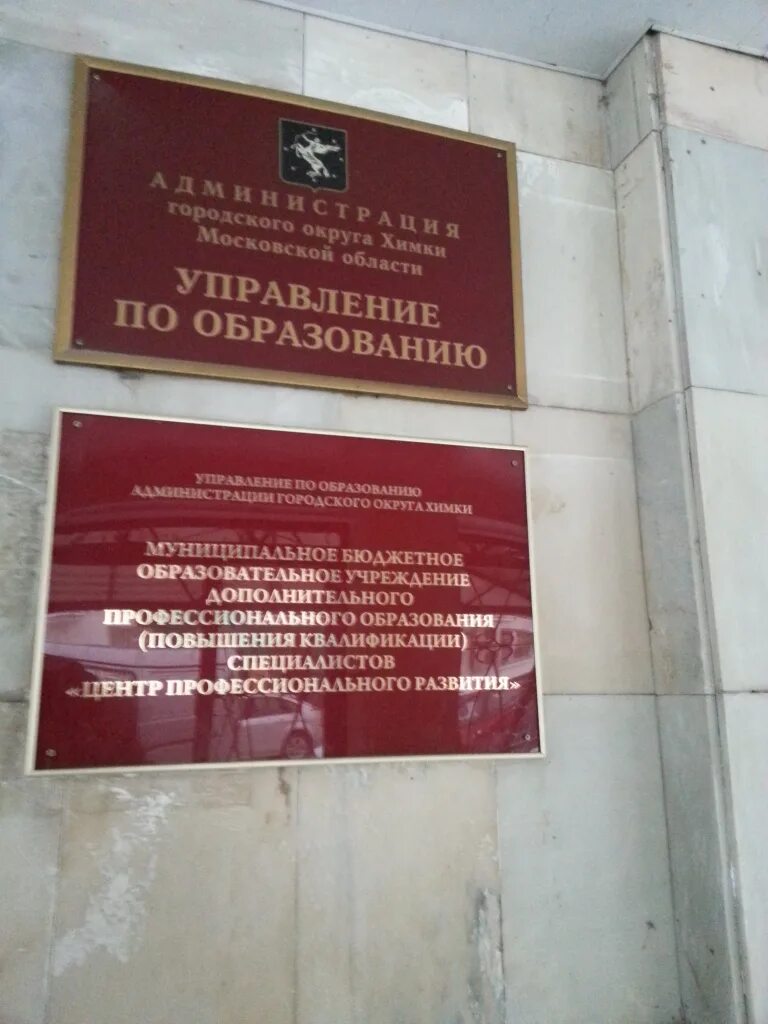 АДМИНИСТРАЦИЯ
городского округа Химки
Московской области
УПРАВЛЕНИЕ
ПО ОБРАЗОВАНИЮ
УПРАВЛЕНИЕ ПО ОБРАЗОВАНИЮ
АДМИНИСТРАЦИИ ГОРОДСКОГО ОКРУГА ХИМКИ
МУНИЦИПАЛЬНОЕ БЮДЖЕТНОЕ
ОБРАЗОВАТЕЛЬНОЕ УЧРЕЖДЕНИЕ
ДОПОЛНИТЕЛЬНОГО
ПРОФЕССИОНАЛЬНОГО ОБРАЗОВАНИЯ
(ПОВЫШЕНИЯ КВАЛИФИКАЦИИ)
СПЕЦИАЛИСТОВ
«ЦЕНТР ПРОФЕССИОНАЛЬНОГО РАЗВИТИЯ»